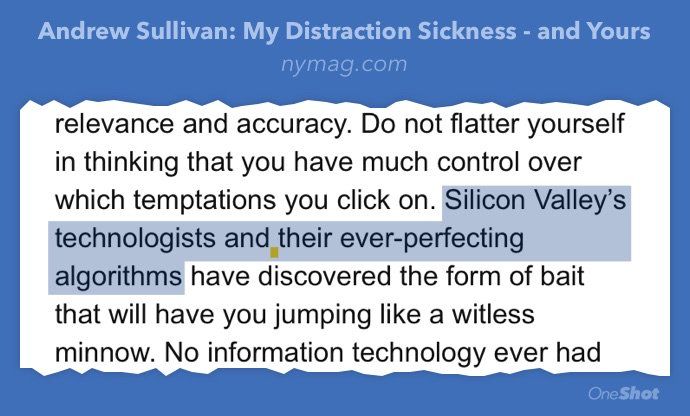 Andrew Sullivan: My Distraction Sickness - and Yours
nymag.com
relevance and accuracy. Do not flatter yourself
in thinking that you have much control over
which temptations you click on. Silicon Valley’s
technologists and their ever-perfecting
algorithms have discovered the form of bait
that will have you jumping like a witless
minnow. No information technology ever had
OneShot